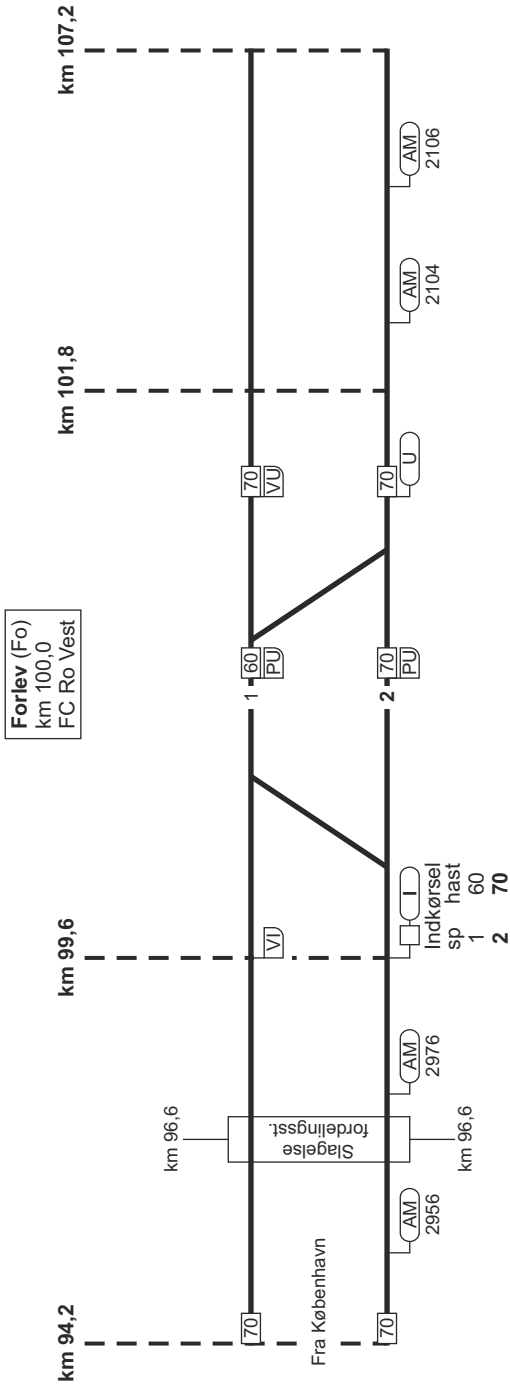 Forlev (Fo)
km 100,0
FC Ro Vest
km 94,2
km 99,6
km 101,8
km 107,2
km 96,6
70
VI
1
60
PU
70
VU
Slagelse
fordelingsst.
Fra København
70
2
70
PU
70
U
AM
2956
km 96,6
AM
2976
I
Indkørsel
sp hast
1 60
2 70
AM
2104
AM
2106